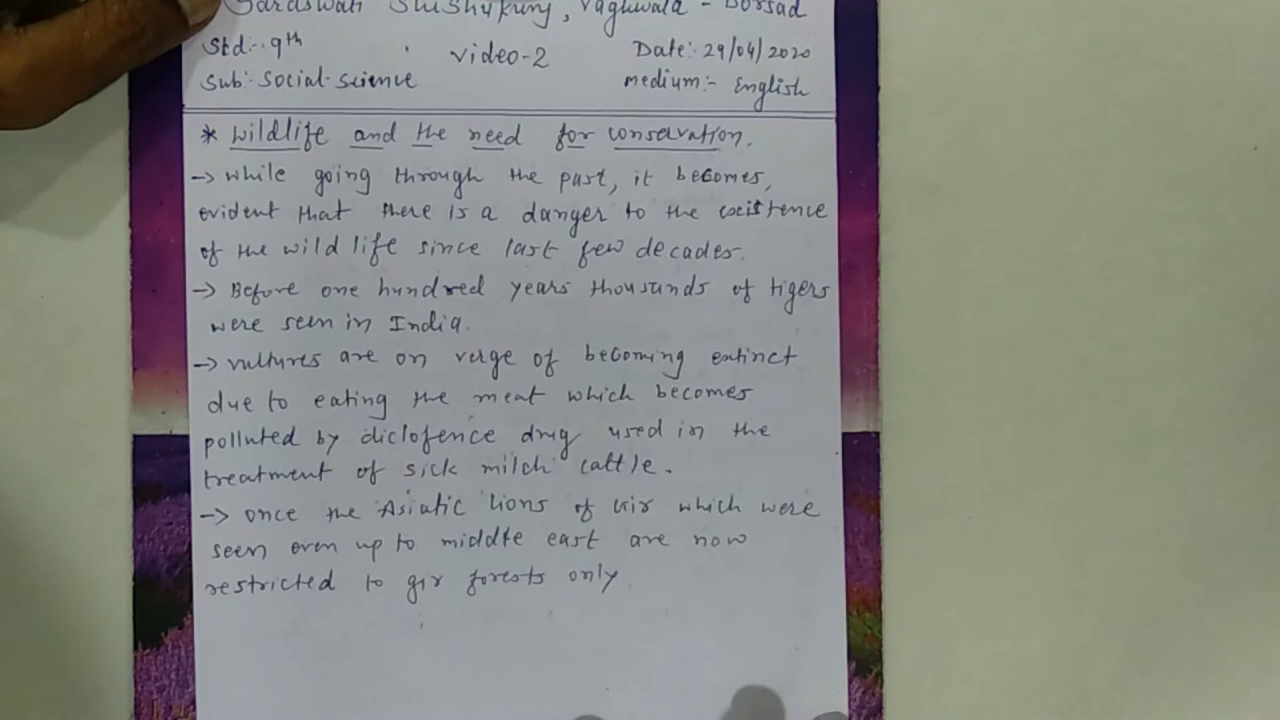 Saraswati Shishukunj, Vaghwala - Borsad
Std:- 9th video-2 Date:- 29/04/2020
Sub:- Social-science medium:- English
* wildlife and the need for conservation.
→ while going through the past, it becomes,
evident that there is a danger to the existence
of the wild life since last few decades.
→ Before one hundred years thousands of tigers
were seen in India.
→ vultures are on verge of becoming extinct
due to eating the meat which becomes
polluted by diclofence drug used in the
treatment of sick milch cattle.
→ once the Asiatic lions of Gir which were
seen even up to middle east are now
restricted to gir forests only.